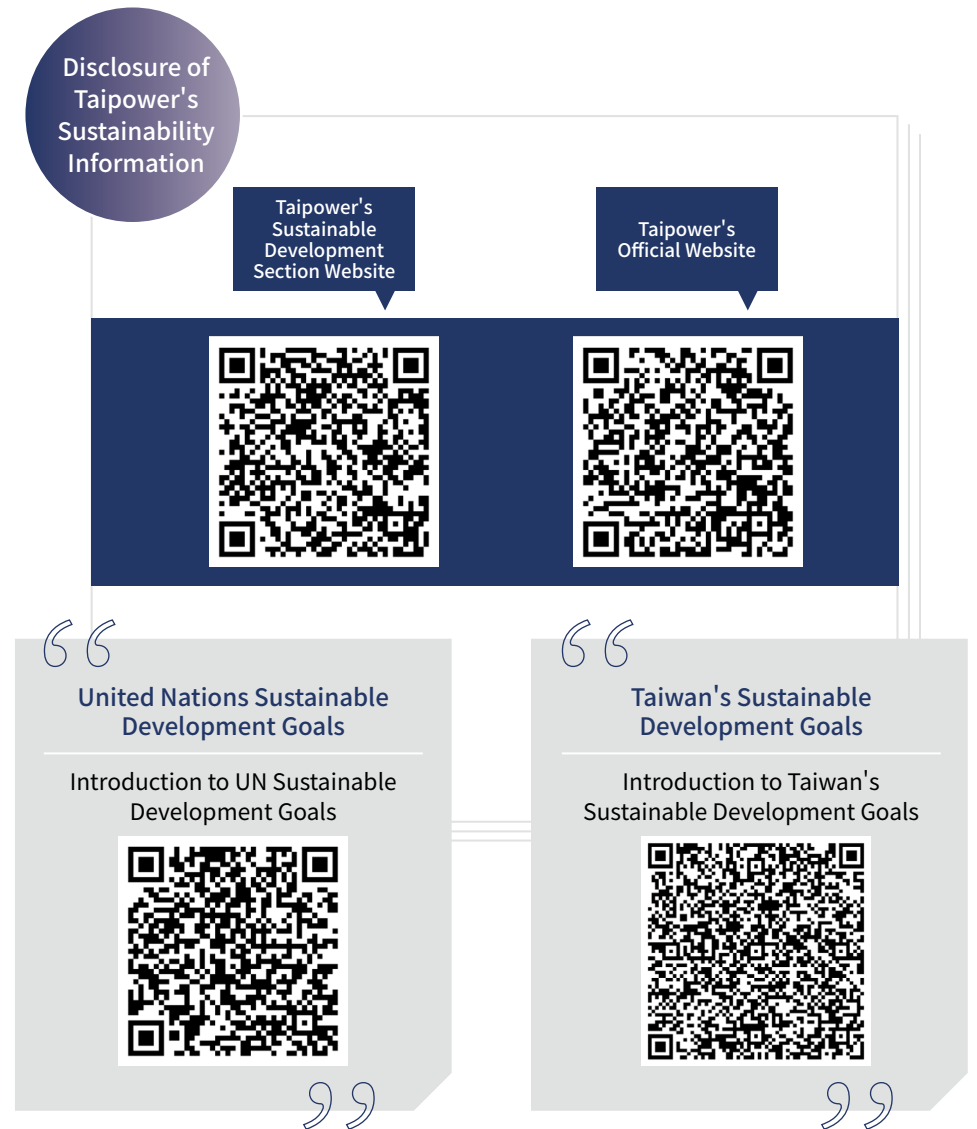 Disclosure of
Taipower's
Sustainability
Information
Taipower's
Sustainable
Development
Section Website
Taipower's
Official Website
United Nations Sustainable
Development Goals
Introduction to UN Sustainable
Development Goals
Taiwan's Sustainable
Development Goals
Introduction to Taiwan's
Sustainable Development Goals